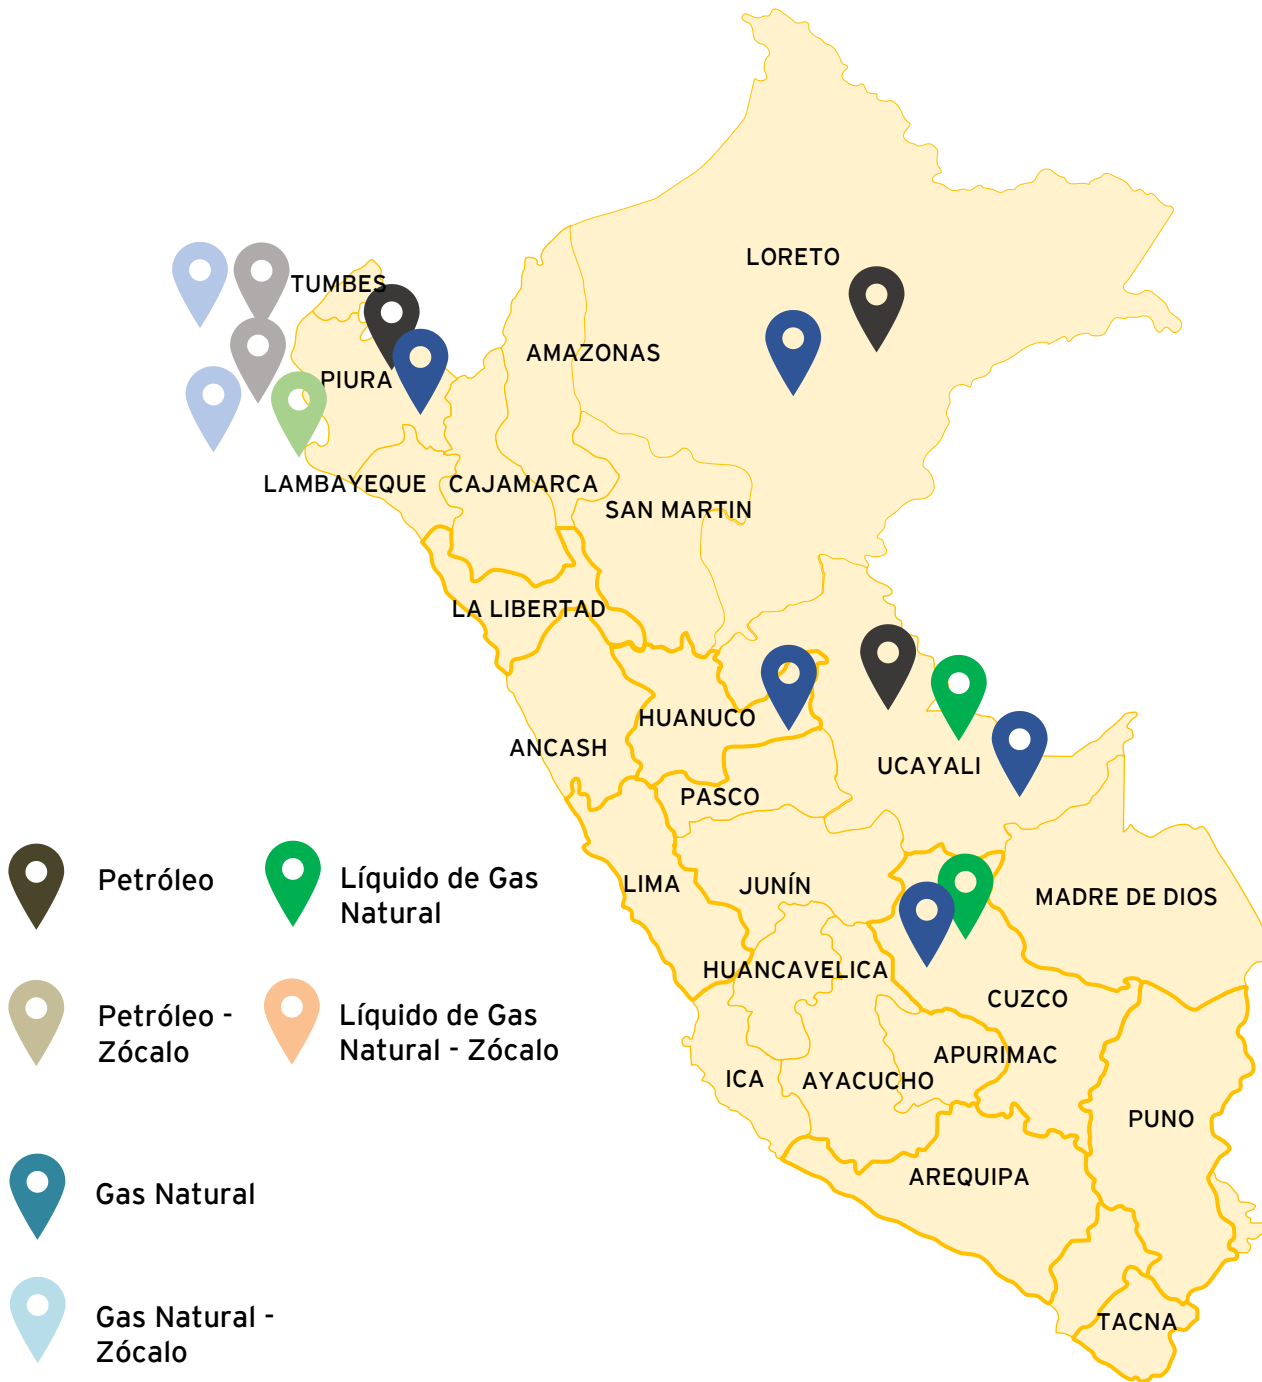 LORETO
TUMBES
AMAZONAS
PIURA
LAMBAYEQUE
CAJAMARCA
SAN MARTIN
LA LIBERTAD
HUANUCO
ANCASH
UCAYALI
PASCO
LIMA
JUNÍN
MADRE DE DIOS
HUANCAVELICA
CUZCO
APURIMAC
ICA
AYACUCHO
PUNO
AREQUIPA
TACNA
Petróleo
Líquido de Gas
Natural
Petróleo -
Zócalo
Líquido de Gas
Natural - Zócalo
Gas Natural
Gas Natural -
Zócalo